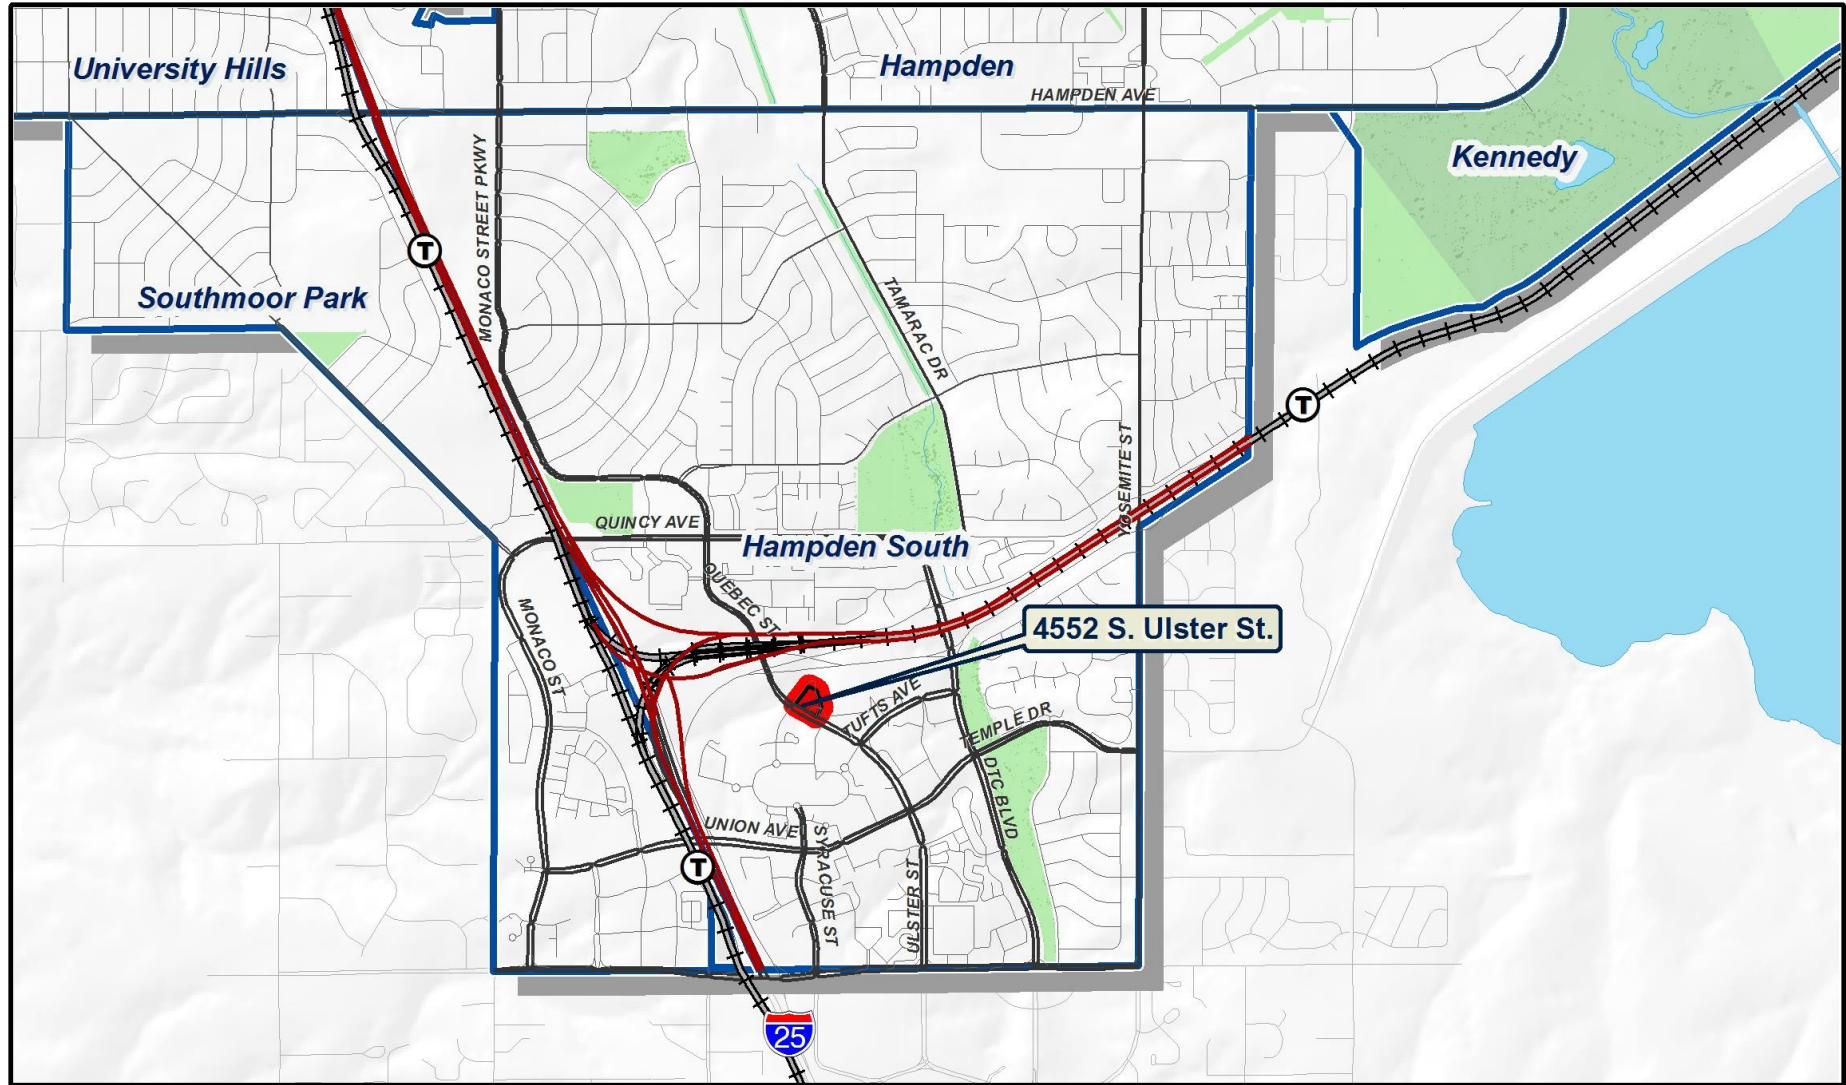 University Hills
Hampden
HAMPDEN AVE
Kennedy
MONACO STREET PKWY
T
Southmoor Park
TAMARAC DR
T
YOSEMITE ST
QUINCY AVE
Hampden South
QUEBEC ST
MONACO ST
4552 S. Ulster St.
TUFTS AVE
TEMPLE DR
DTC BLVD
UNION AVE
SYRACUSE ST
T
ULSTER ST
25